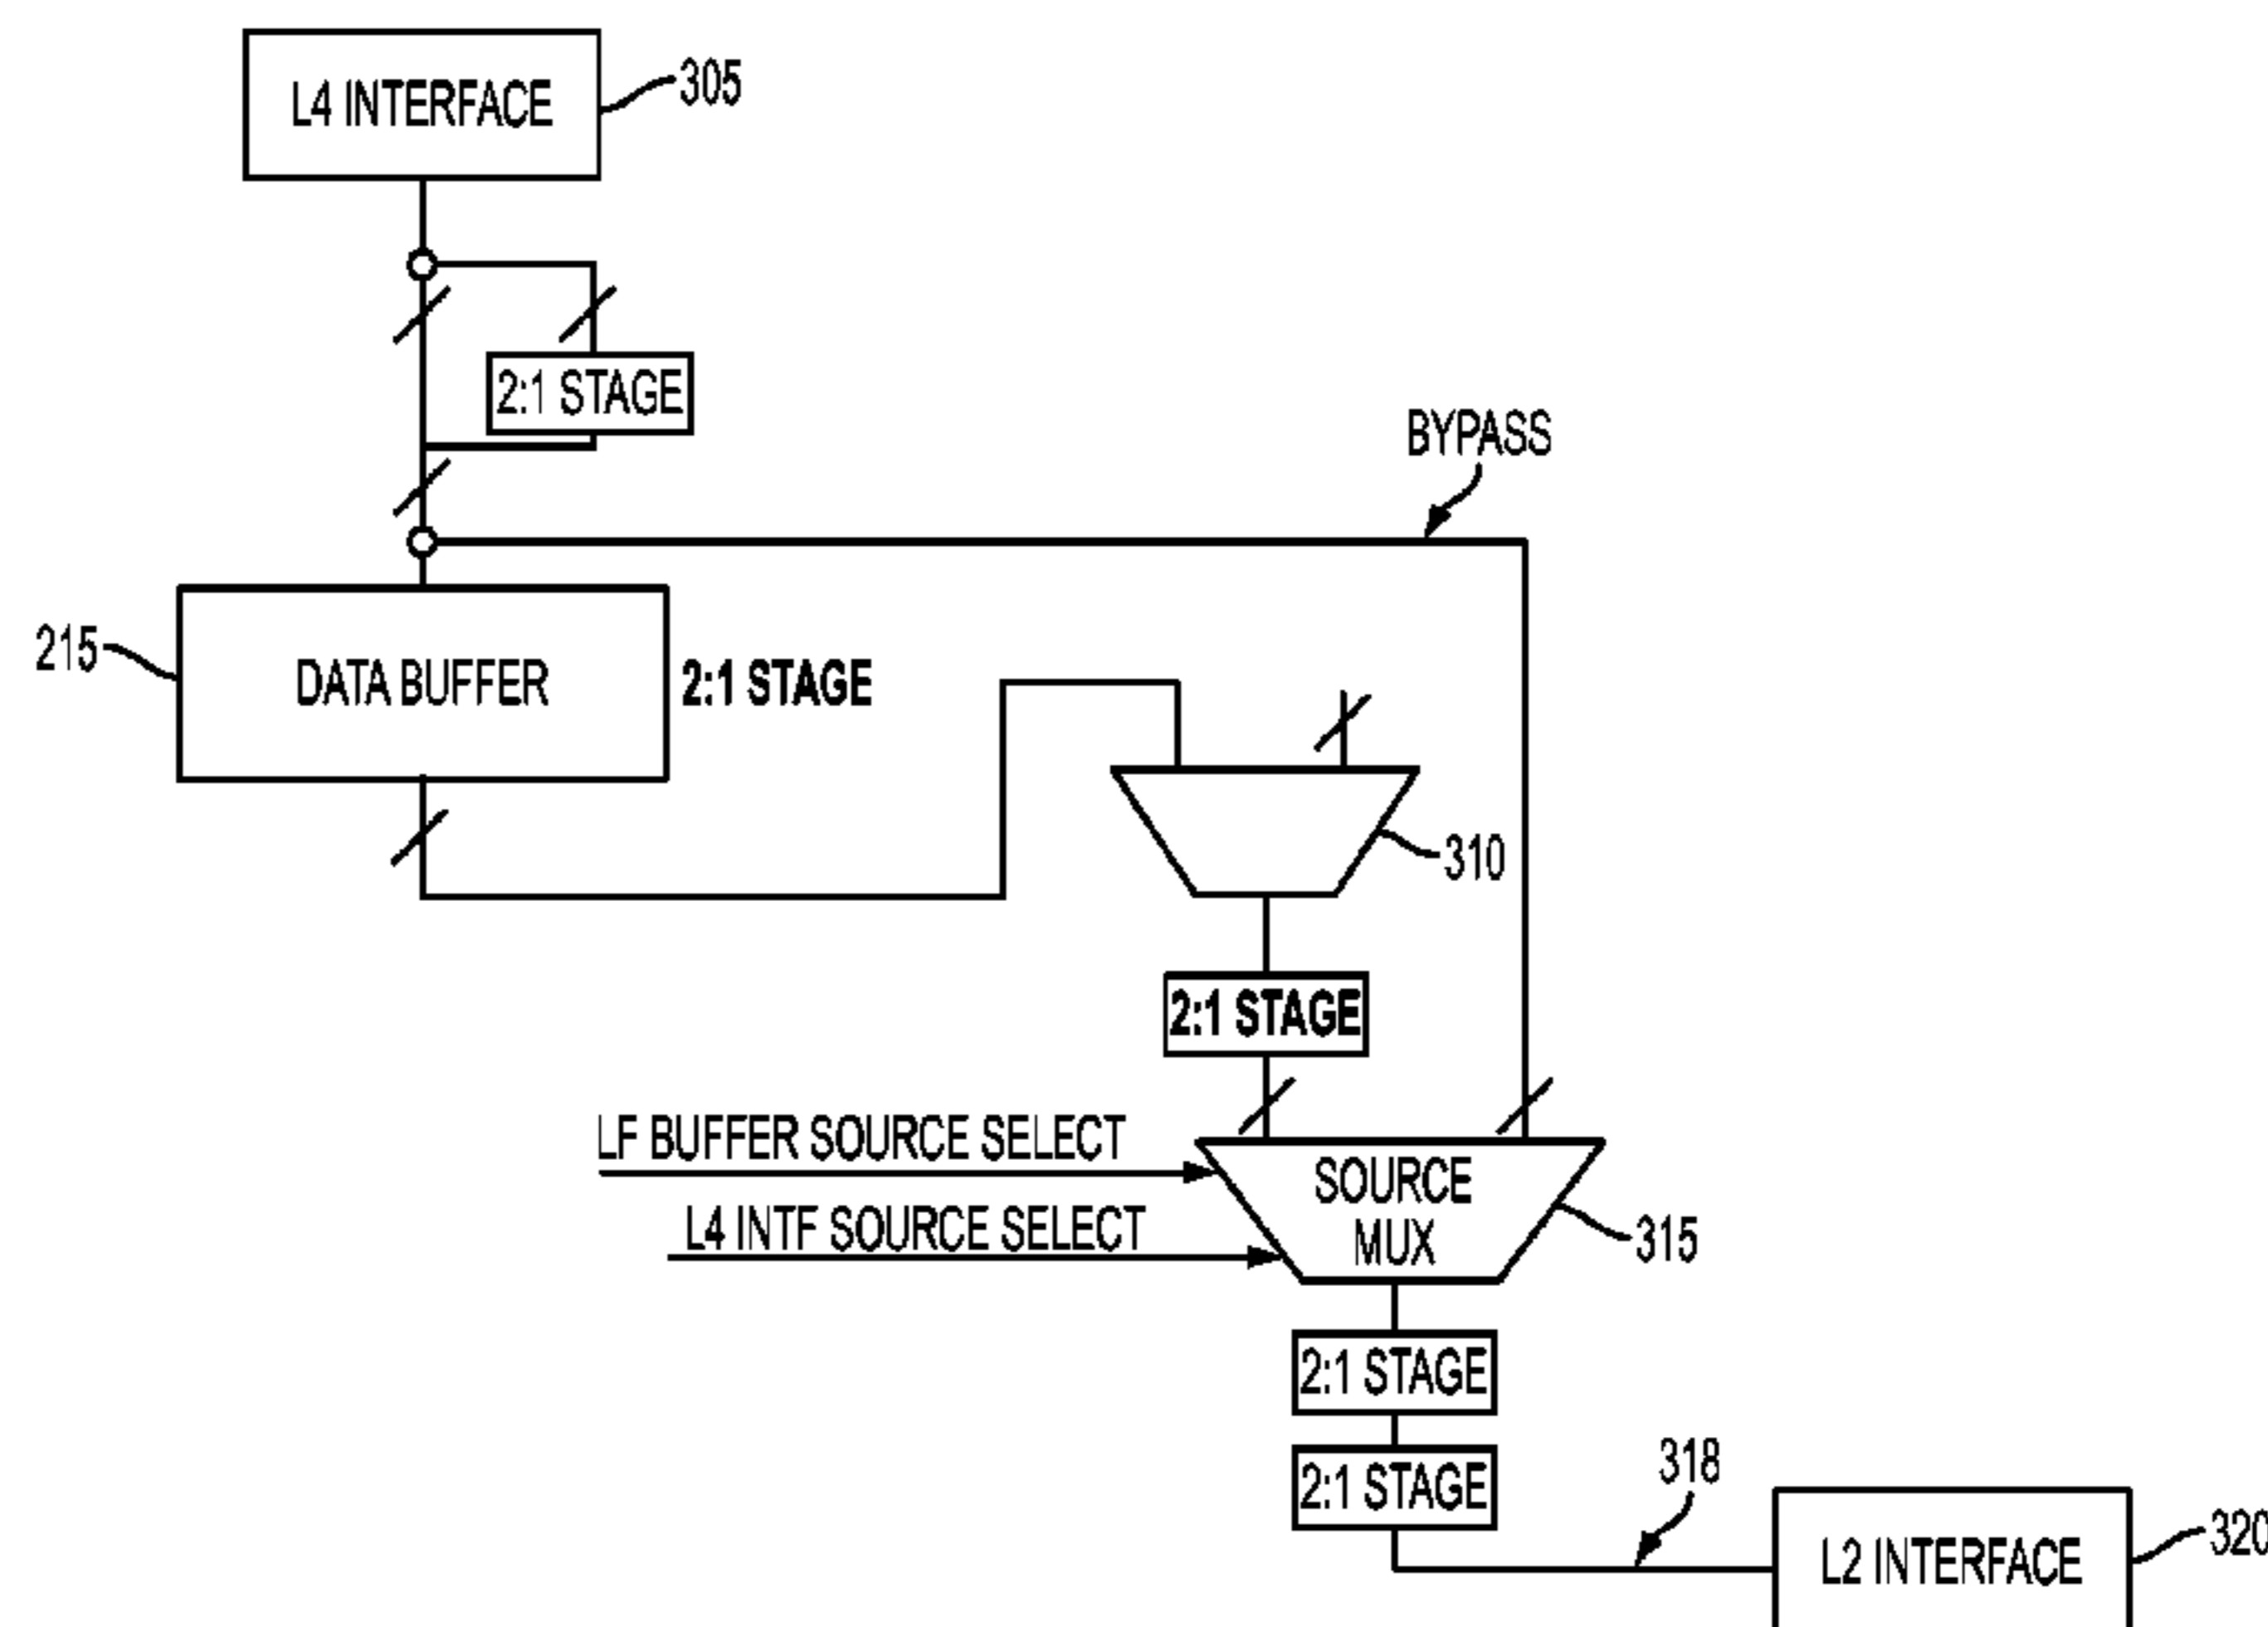 L4 INTERFACE
305
2:1 STAGE
BYPASS
215
DATA BUFFER
2:1 STAGE
310
2:1 STAGE
LF BUFFER SOURCE SELECT
L4 INTF SOURCE SELECT
SOURCE
MUX
315
2:1 STAGE
2:1 STAGE
318
L2 INTERFACE
320